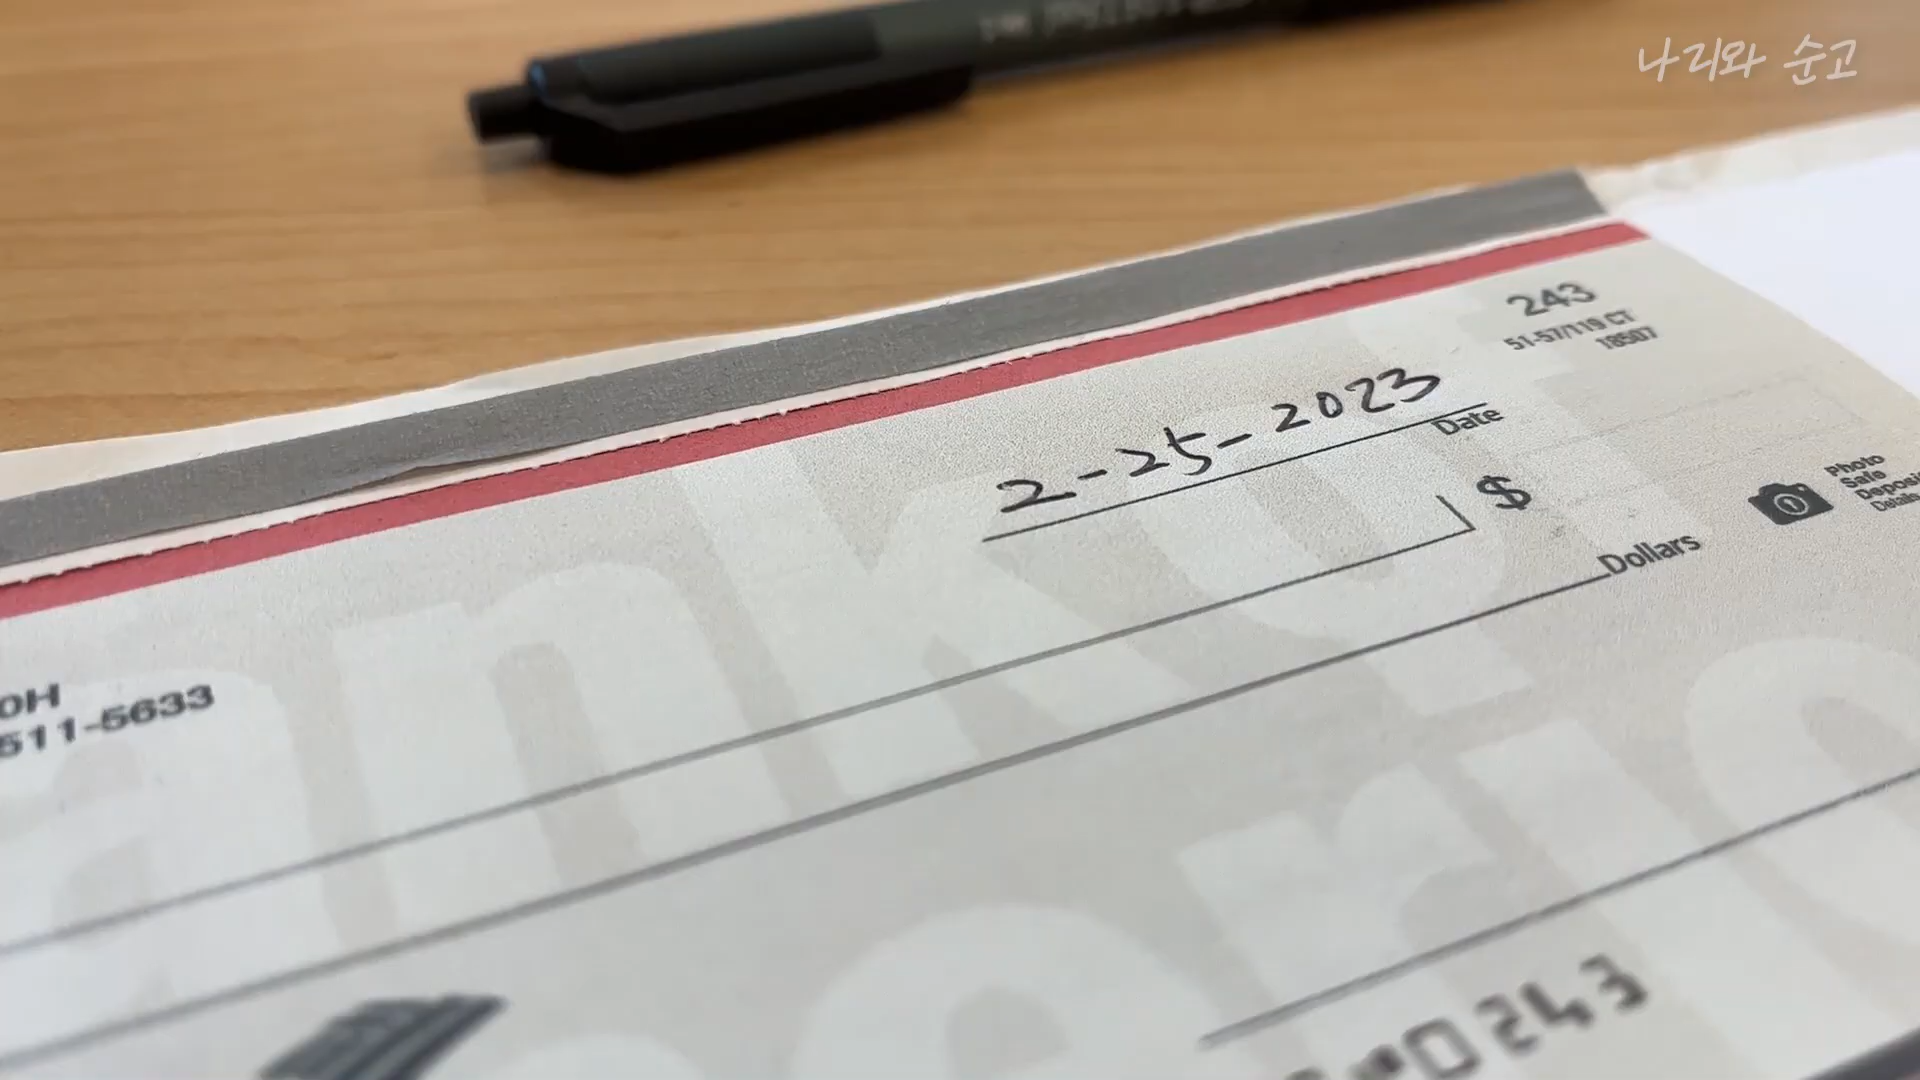 나리와 순고
243
51-57/119 CT
18507
2-25-2023
Date
$
Dollars
Photo
Safe
Deposit
Details
OH
511-5633
0243